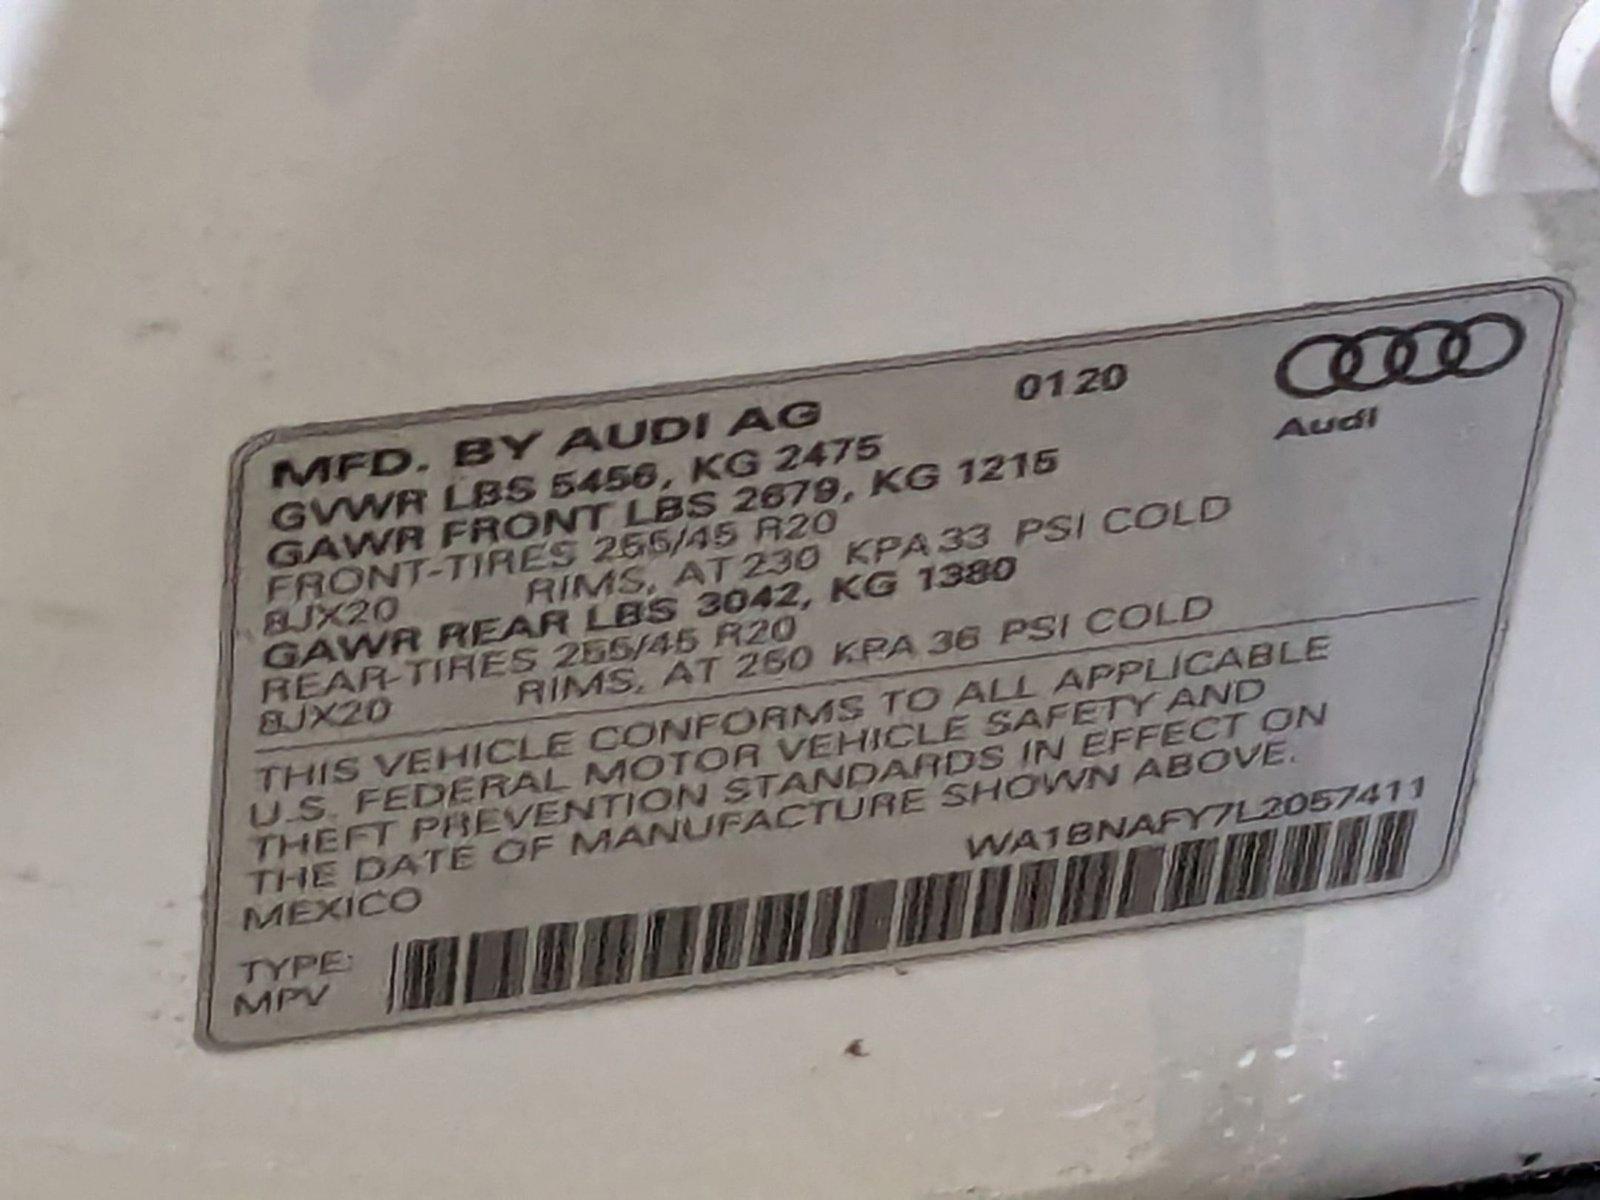 MFD. BY AUDI AG 01.20
Audi
GVWR LBS 5456, KG 2475
GAWR FRONT LBS 2679, KG 1215
FRONT-TIRES 255/45 R20
8JX20 RIMS, AT 230 KPA 33 PSI COLD
GAWR REAR LBS 3042, KG 1380
REAR-TIRES 255/45 R20
8JX20 RIMS, AT 250 KPA 36 PSI COLD
THIS VEHICLE CONFORMS TO ALL APPLICABLE
U.S. FEDERAL MOTOR VEHICLE SAFETY AND
THEFT PREVENTION STANDARDS IN EFFECT ON
THE DATE OF MANUFACTURE SHOWN ABOVE.
MEXICO WA1BNAFY7L2057411
TYPE:
MPV